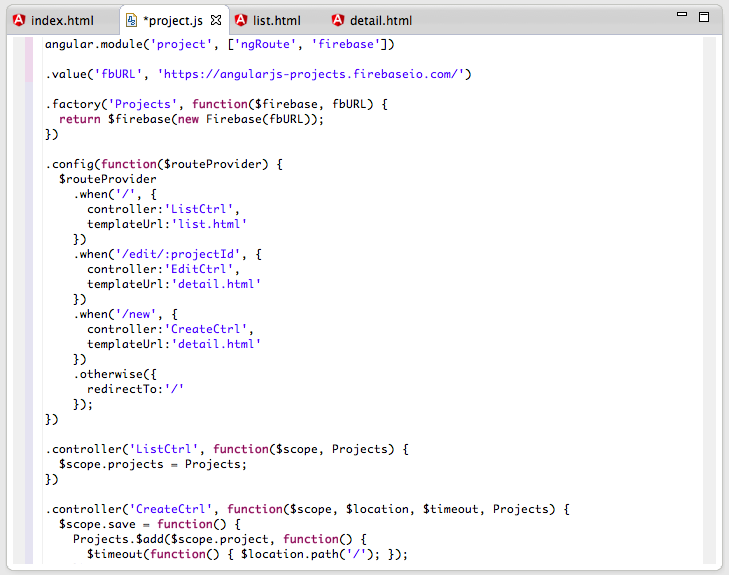 index.html *project.js list.html detail.html
angular.module('project', ['ngRoute', 'firebase'])
.value('fbURL', 'https://angularjs-projects.firebaseio.com/')
.factory('Projects', function($firebase, fbURL) {
  return $firebase(new Firebase(fbURL));
})
.config(function($routeProvider) {
  $routeProvider
    .when('/', {
      controller:'ListCtrl',
      templateUrl:'list.html'
    })
    .when('/edit/:projectId', {
      controller:'EditCtrl',
      templateUrl:'detail.html'
    })
    .when('/new', {
      controller:'CreateCtrl',
      templateUrl:'detail.html'
    })
    .otherwise({
      redirectTo:'/'
    });
})
.controller('ListCtrl', function($scope, Projects) {
  $scope.projects = Projects;
})
.controller('CreateCtrl', function($scope, $location, $timeout, Projects) {
  $scope.save = function() {
    Projects.$add($scope.project, function() {
      $timeout(function() { $location.path('/'); });